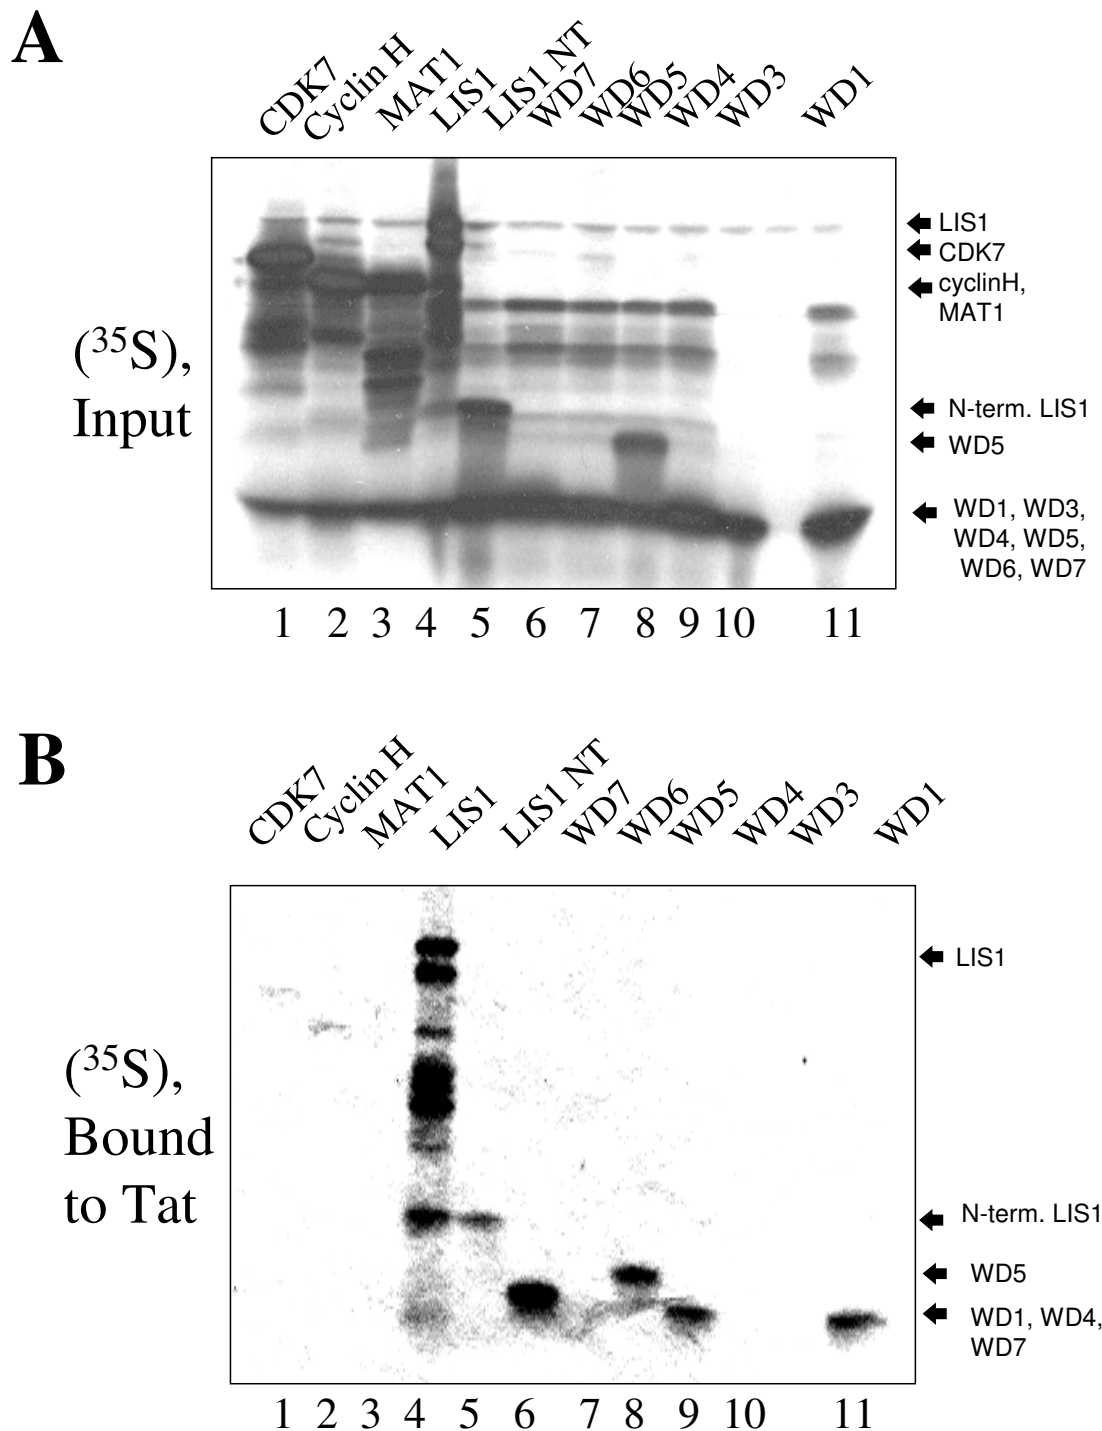 A
CDK7
Cyclin H
MAT1
LIS1
LIS1 NT
WD7
WD6
WD5
WD4
WD3
WD1
(³⁵S),
Input
LIS1
CDK7
cyclinH,
MAT1
N-term. LIS1
WD5
WD1, WD3,
WD4, WD5,
WD6, WD7
1 2 3 4 5 6 7 8 9 10 11
B
CDK7
Cyclin H
MAT1
LIS1
LIS1 NT
WD7
WD6
WD5
WD4
WD3
WD1
(³⁵S),
Bound
to Tat
LIS1
N-term. LIS1
WD5
WD1, WD4,
WD7
1 2 3 4 5 6 7 8 9 10 11